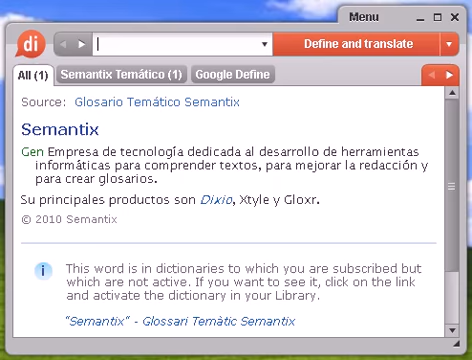 Menu
di
Define and translate
All (1)
Semantix Temático (1)
Google Define
Source: Glosario Temático Semantix
Semantix
Gen Empresa de tecnología dedicada al desarrollo de herramientas
informáticas para comprender textos, para mejorar la redacción y
para crear glosarios.
Su principales productos son Dixio, Xtyle y Gloxr.
© 2010 Semantix
i
This word is in dictionaries to which you are subscribed but
which are not active. If you want to see it, click on the link
and activate the dictionary in your Library.
"Semantix" - Glossari Temàtic Semantix